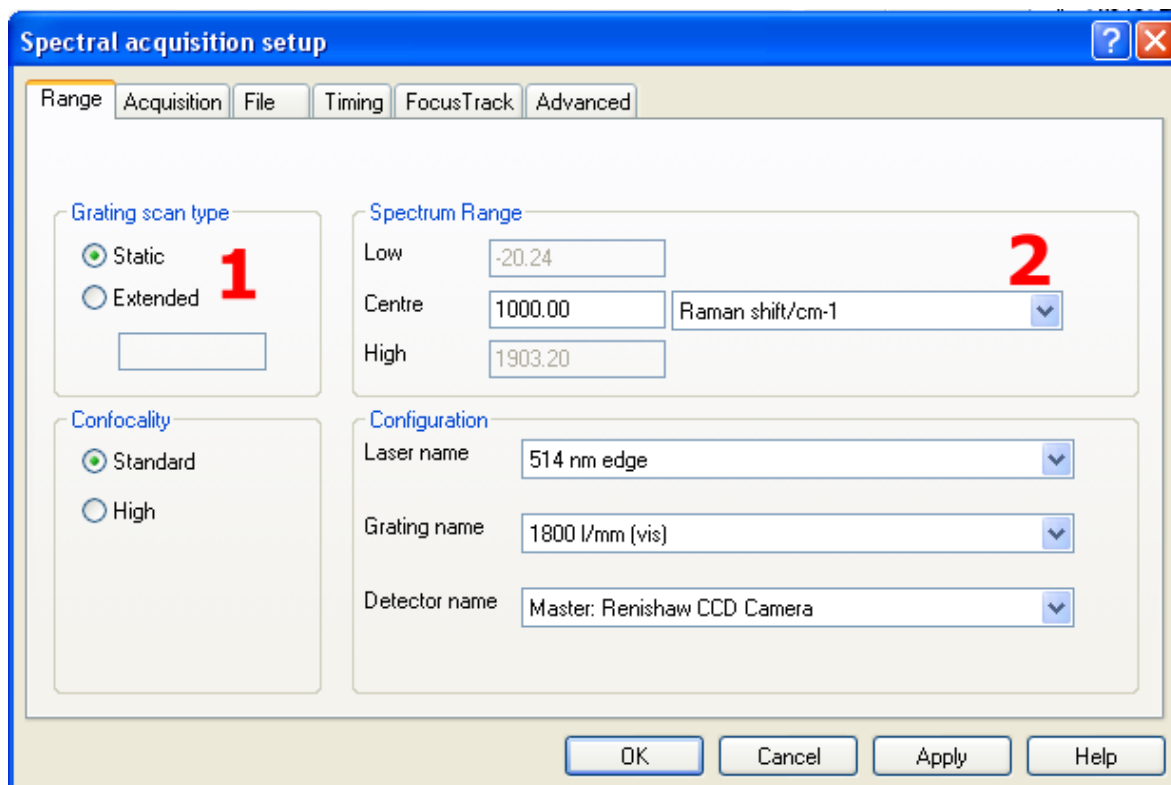 Spectral acquisition setup
Range Acquisition File Timing FocusTrack Advanced
Grating scan type
Static
Extended
1
Spectrum Range
Low -20.24
Centre 1000.00 Raman shift/cm-1
High 1903.20
2
Confocality
Standard
High
Configuration
Laser name 514 nm edge
Grating name 1800 l/mm (vis)
Detector name Master: Renishaw CCD Camera
OK Cancel Apply Help